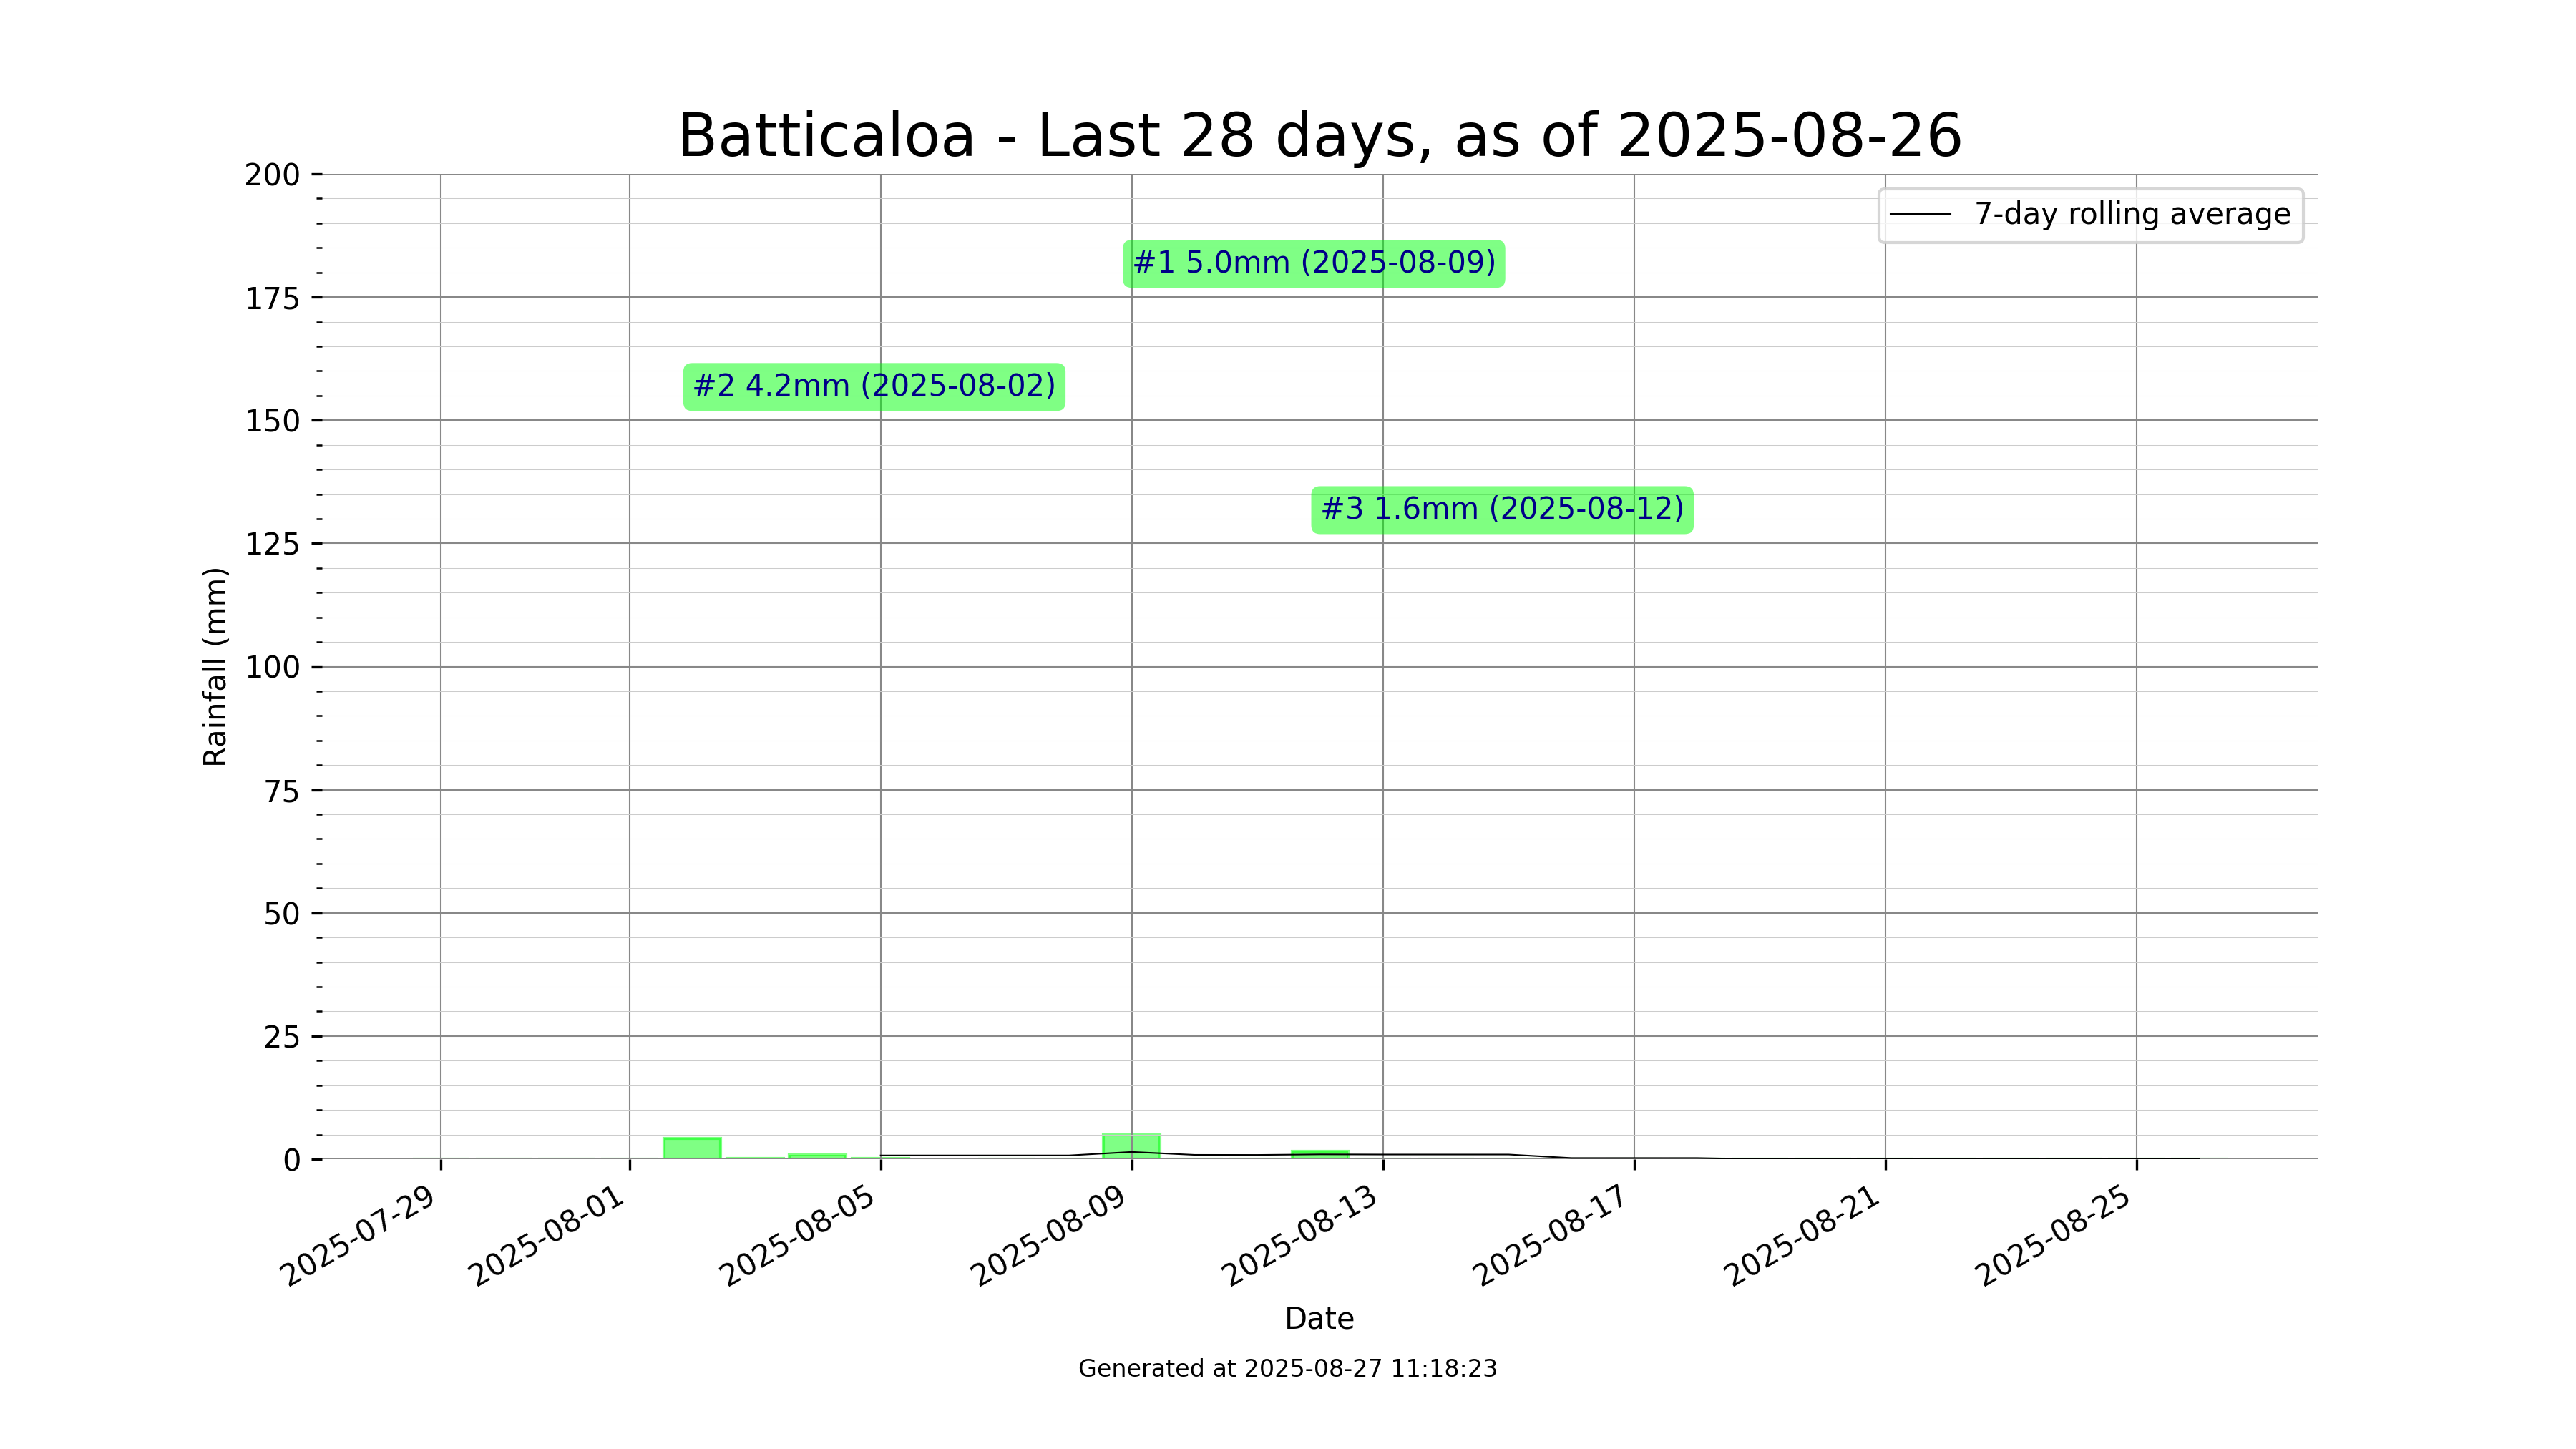 Batticaloa - Last 28 days, as of 2025-08-26
200
175
150
125
100
75
50
25
0
Rainfall (mm)
7-day rolling average
#1 5.0mm (2025-08-09)
#2 4.2mm (2025-08-02)
#3 1.6mm (2025-08-12)
2025-07-29
2025-08-01
2025-08-05
2025-08-09
2025-08-13
2025-08-17
2025-08-21
2025-08-25
Date
Generated at 2025-08-27 11:18:23